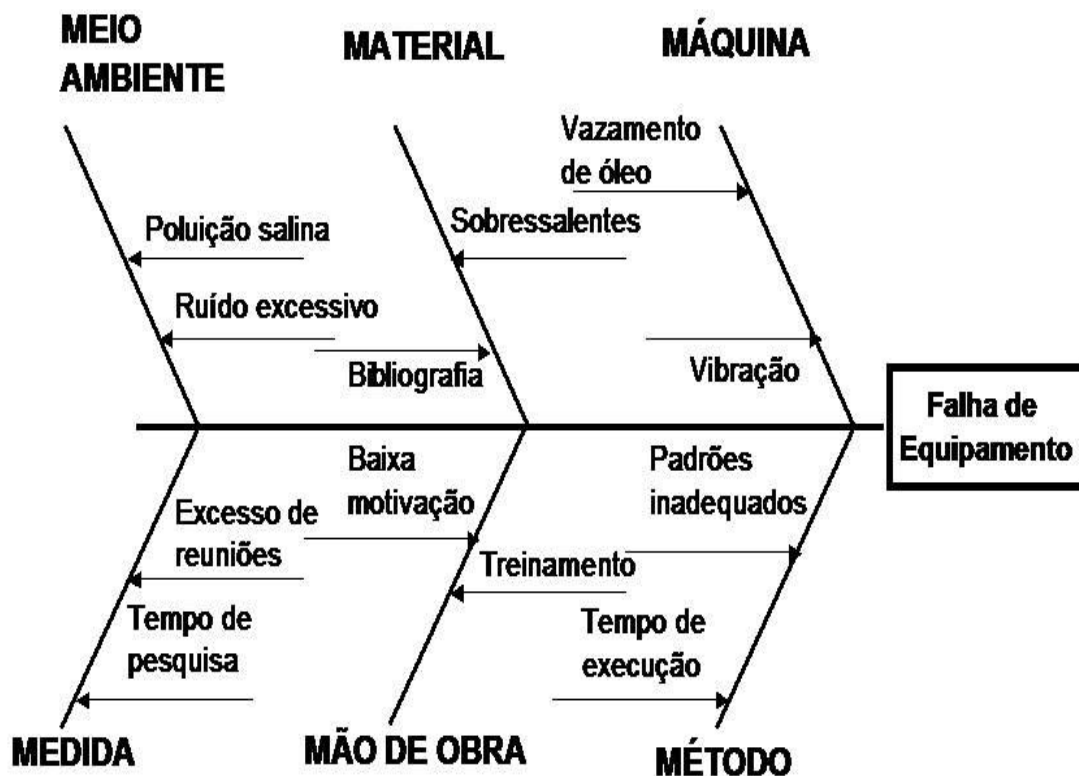 MEIO
AMBIENTE
MATERIAL
MÁQUINA
Vazamento
de óleo
Poluição salina
Sobressalentes
Ruído excessivo
Bibliografia
Vibração
Falha de
Equipamento
Baixa
motivação
Padrões
inadequados
Excesso de
reuniões
Treinamento
Tempo de
pesquisa
Tempo de
execução
MEDIDA
MÃO DE OBRA
MÉTODO